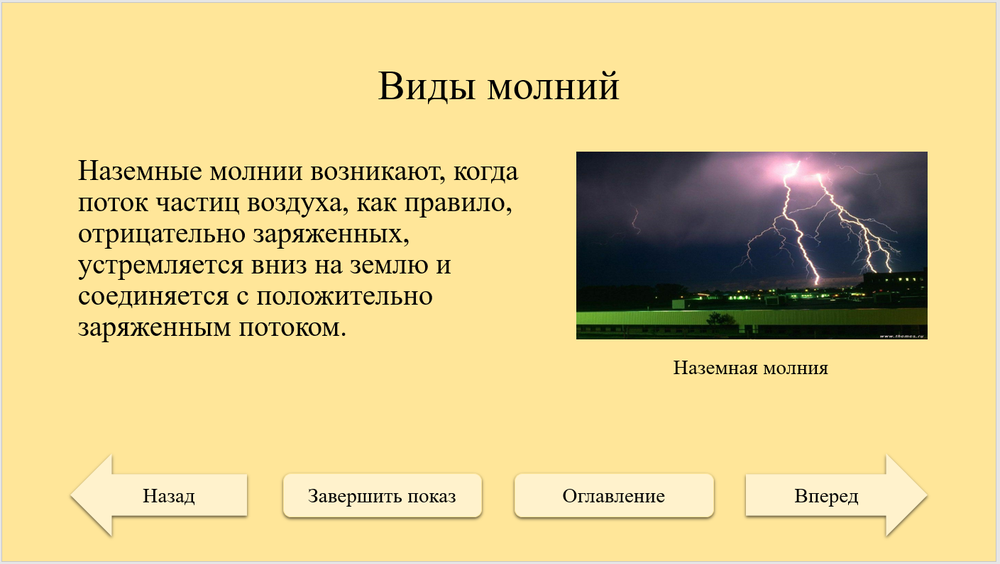 Виды молний
Наземные молнии возникают, когда
поток частиц воздуха, как правило,
отрицательно заряженных,
устремляется вниз на землю и
соединяется с положительно
заряженным потоком.
www.themes.ru
Наземная молния
Назад
Завершить показ
Оглавление
Вперед